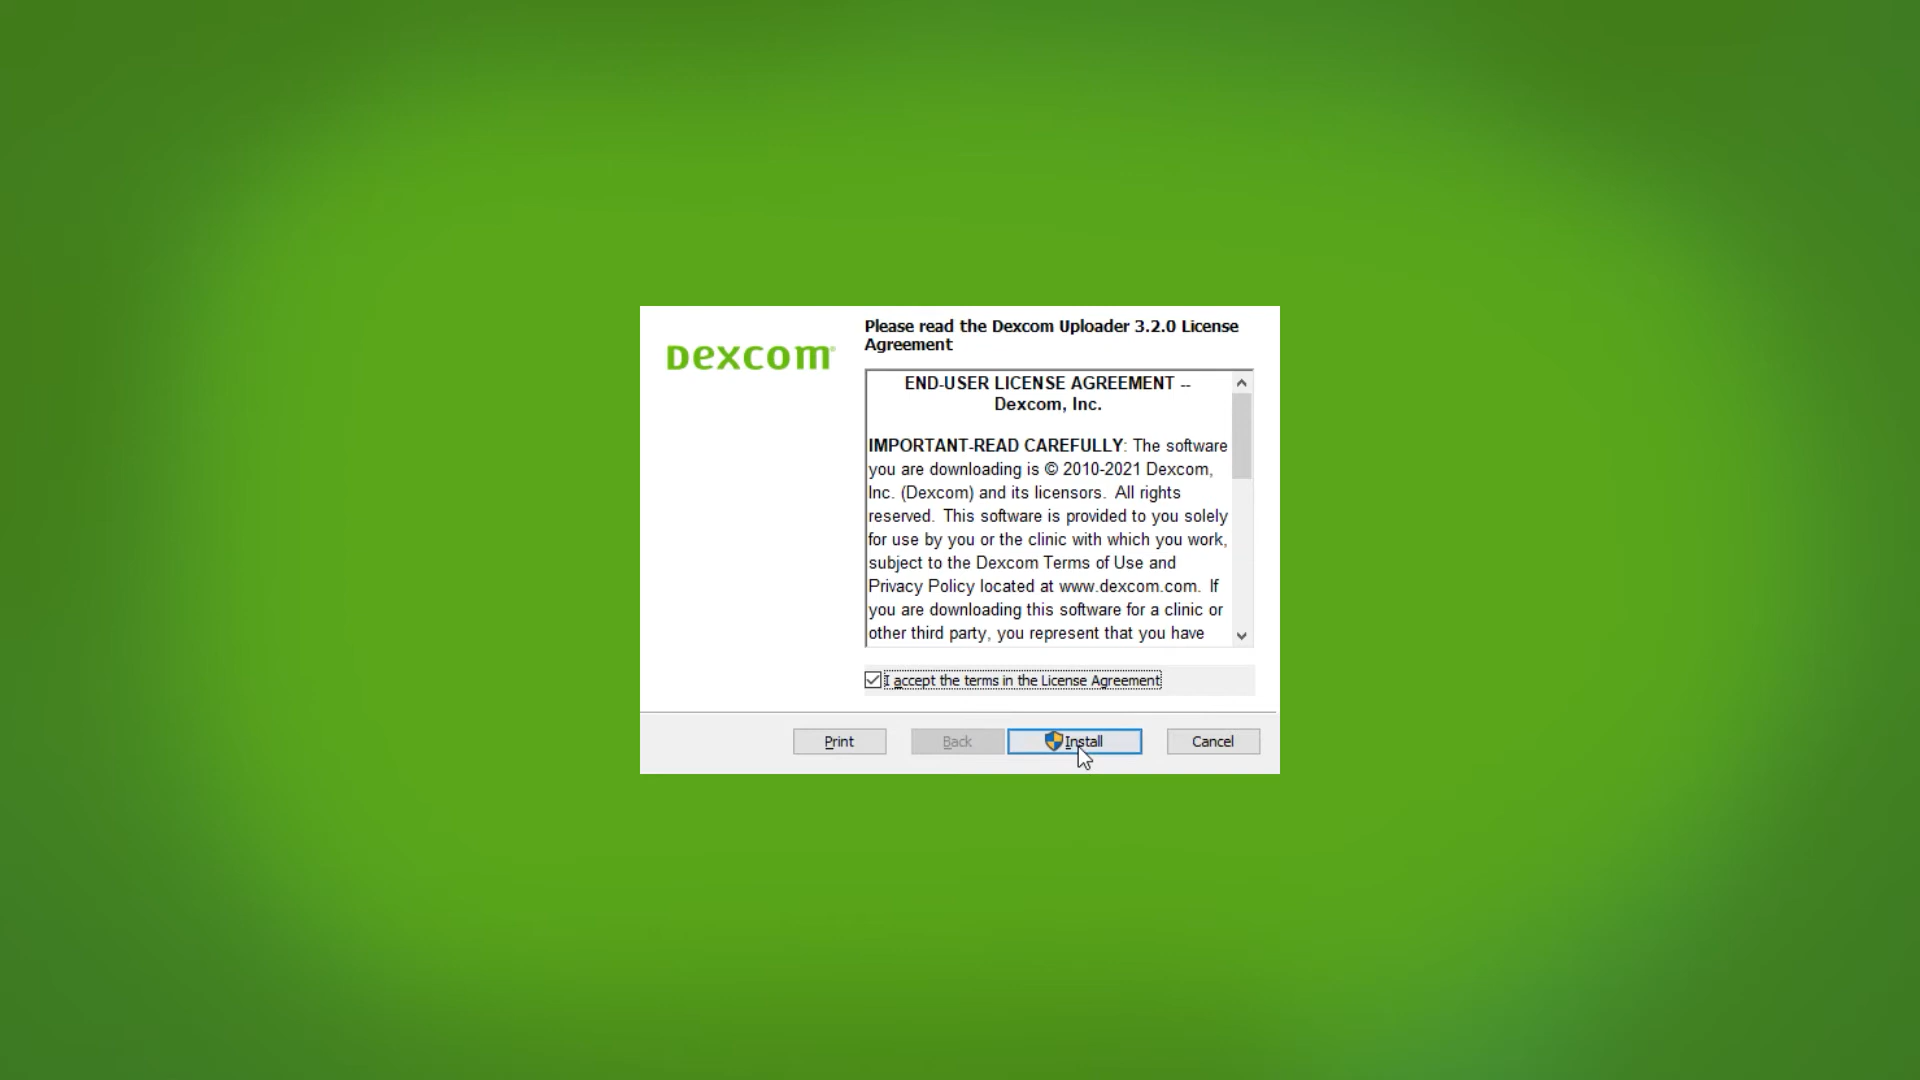 Dexcom
Please read the Dexcom Uploader 3.2.0 License
Agreement
END-USER LICENSE AGREEMENT --
Dexcom, Inc.
IMPORTANT-READ CAREFULLY: The software
you are downloading is © 2010-2021 Dexcom,
Inc. (Dexcom) and its licensors. All rights
reserved. This software is provided to you solely
for use by you or the clinic with which you work,
subject to the Dexcom Terms of Use and
Privacy Policy located at www.dexcom.com. If
you are downloading this software for a clinic or
other third party, you represent that you have
I accept the terms in the License Agreement
Print Back Install Cancel